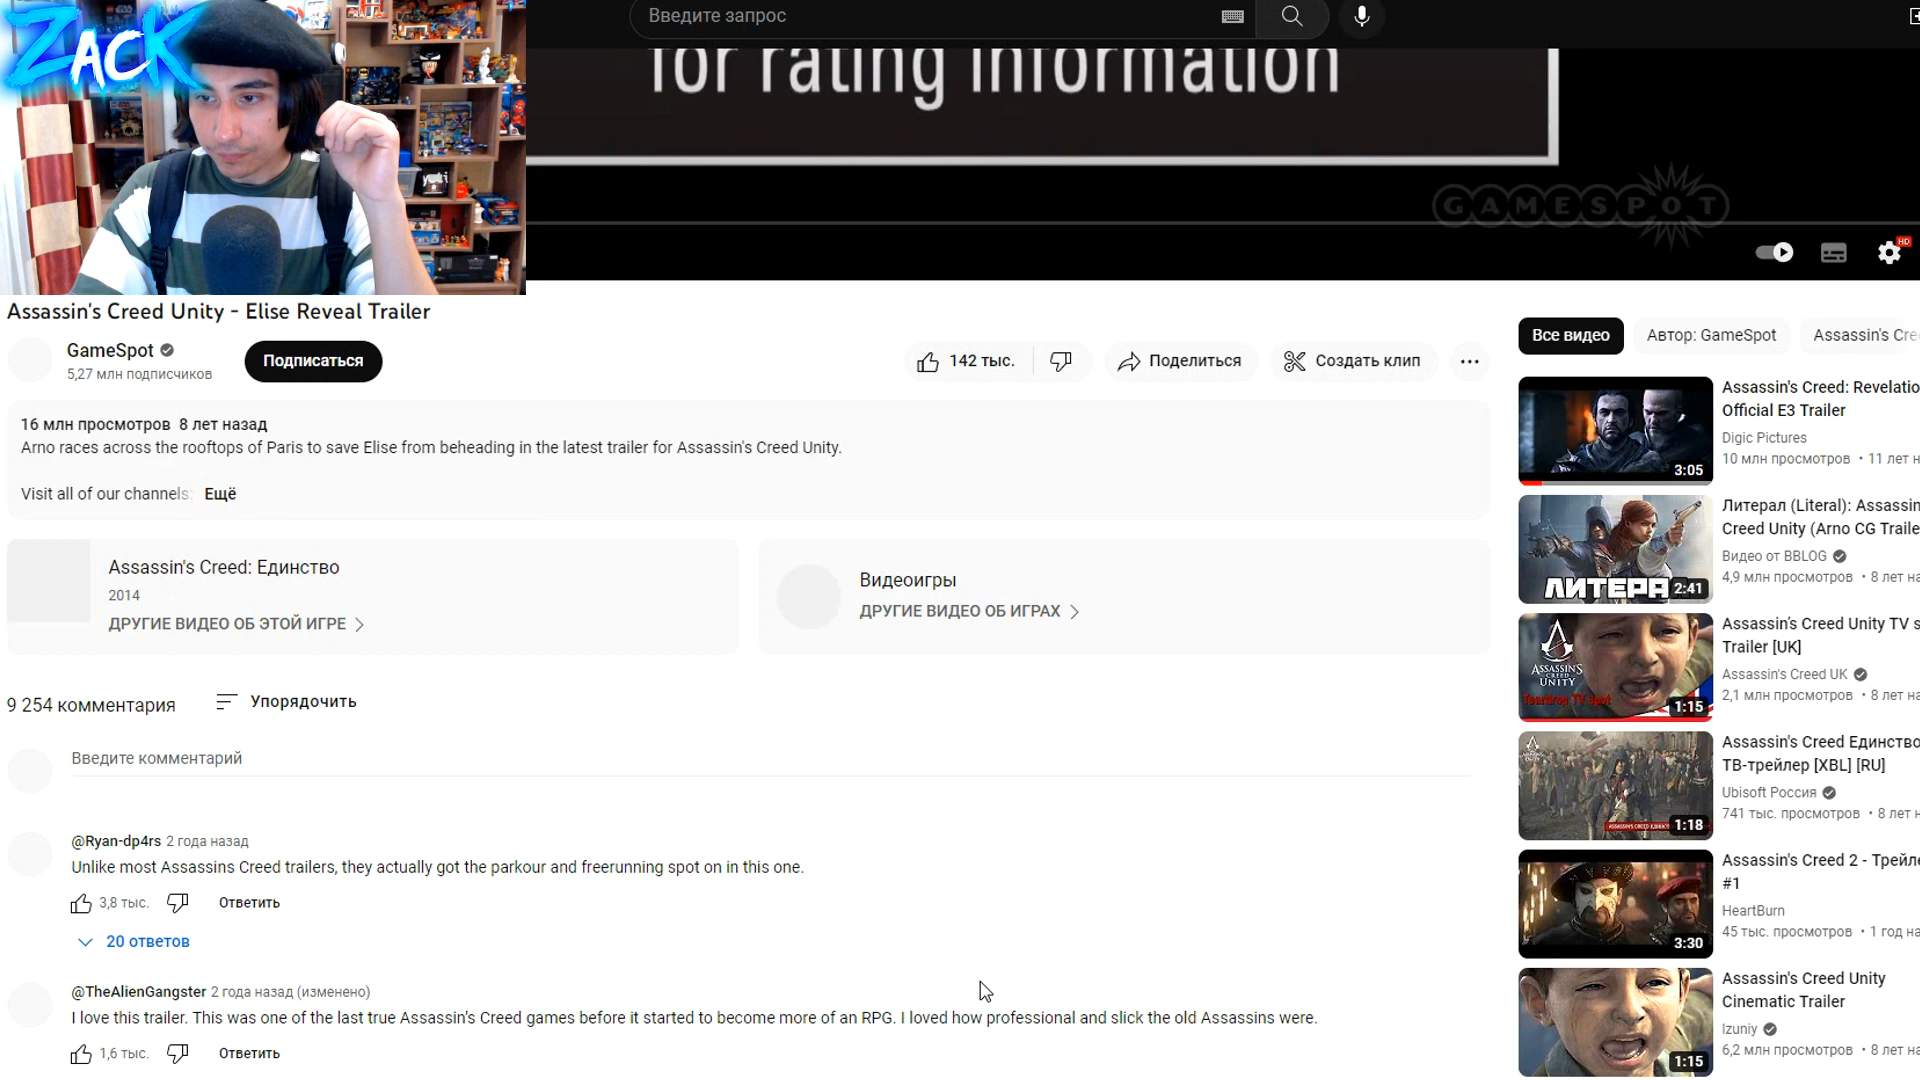 ZACK
Введите запрос
for rating information
GAMESPOT
HD
yeti
Assassin's Creed Unity - Elise Reveal Trailer
GameSpot
5,27 млн подписчиков
Подписаться
142 тыс.
Поделиться
Создать клип
16 млн просмотров 8 лет назад
Arno races across the rooftops of Paris to save Elise from beheading in the latest trailer for Assassin's Creed Unity.
Visit all of our channels:
Ещё
Assassin's Creed: Единство
2014
ДРУГИЕ ВИДЕО ОБ ЭТОЙ ИГРЕ
Видеоигры
ДРУГИЕ ВИДЕО ОБ ИГРАХ
9 254 комментария
Упорядочить
Введите комментарий
@Ryan-dp4rs 2 года назад
Unlike most Assassins Creed trailers, they actually got the parkour and freerunning spot on in this one.
3,8 тыс.
Ответить
20 ответов
@TheAlienGangster 2 года назад (изменено)
I love this trailer. This was one of the last true Assassin's Creed games before it started to become more of an RPG. I loved how professional and slick the old Assassins were.
1,6 тыс.
Ответить
Все видео
Автор: GameSpot
Assassin's Cre
Assassin's Creed: Revelatio
Official E3 Trailer
Digic Pictures
10 млн просмотров • 11 лет н
3:05
Литерал (Literal): Assassin
Creed Unity (Arno CG Traile
Видео от BBLOG
4,9 млн просмотров • 8 лет на
ЛИТЕРА
2:41
Assassin's Creed Unity TV s
Trailer [UK]
Assassin's Creed UK
2,1 млн просмотров • 8 лет на
ASSASSIN'S
CREED
UNITY
Teardrop TV spot
1:15
Assassin's Creed Единство
ТВ-трейлер [XBL] [RU]
Ubisoft Россия
741 тыс. просмотров • 8 лет н
1:18
Assassin's Creed 2 - Трейле
#1
HeartBurn
45 тыс. просмотров • 1 год на
3:30
Assassin's Creed Unity
Cinematic Trailer
Izuniy
6,2 млн просмотров • 8 лет на
1:15